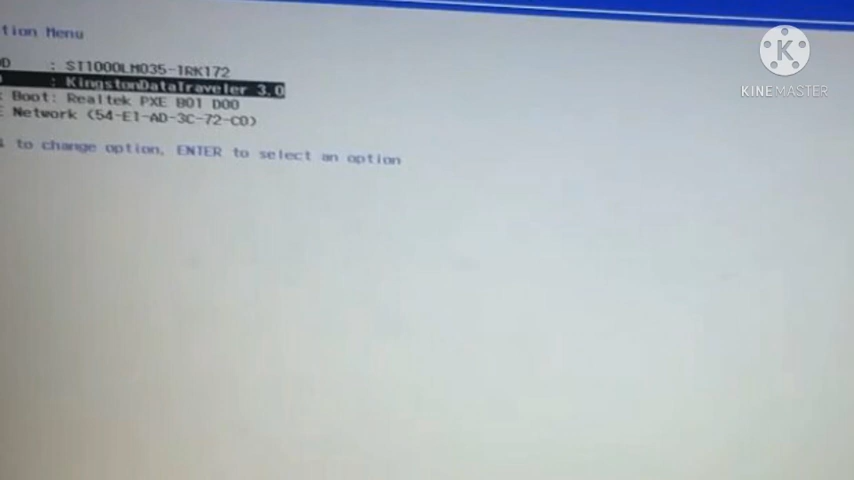 tion Menu
D : ST1000LM035-1RK172
: KingstonDataTraveler 3.0
Boot: Realtek PXE B01 D00
E Network (54-E1-AD-3C-72-C0)
to change option, ENTER to select an option
K
KINEMASTER